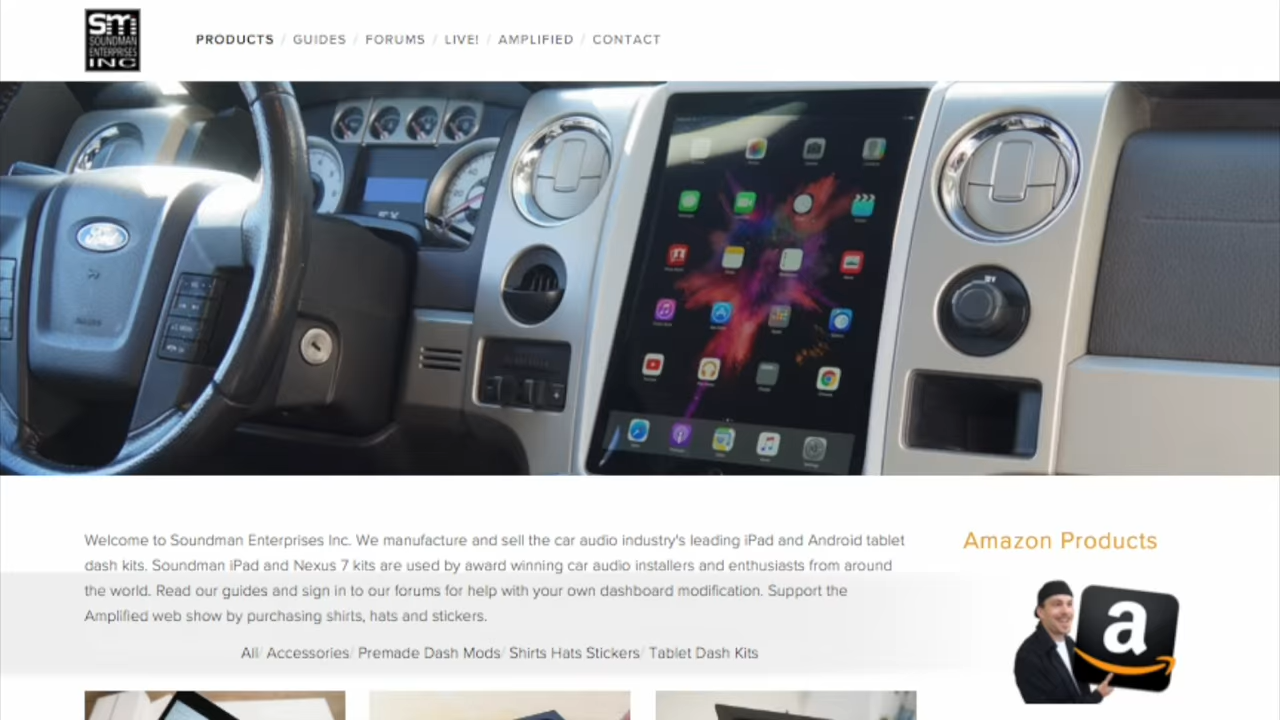 Sm
SOUNDMAN
ENTERPRISES
INC
PRODUCTS / GUIDES / FORUMS / LIVE! / AMPLIFIED / CONTACT
Ford
Welcome to Soundman Enterprises Inc. We manufacture and sell the car audio industry's leading iPad and Android tablet
dash kits. Soundman iPad and Nexus 7 kits are used by award winning car audio installers and enthusiasts from around
the world. Read our guides and sign in to our forums for help with your own dashboard modification. Support the
Amplified web show by purchasing shirts, hats and stickers.
All/ Accessories/ Premade Dash Mods/ Shirts Hats Stickers/ Tablet Dash Kits
Amazon Products
a